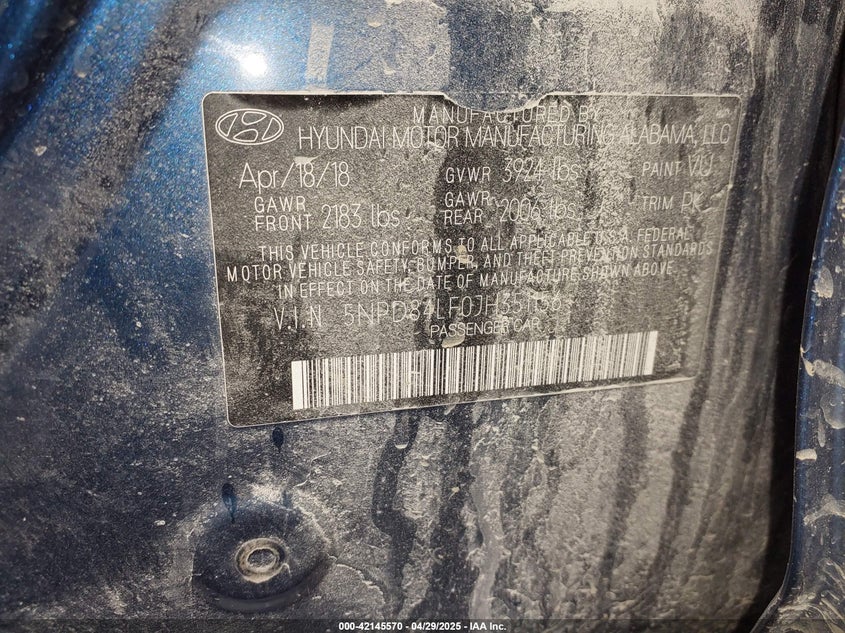 MANUFACTURED BY
HYUNDAI MOTOR MANUFACTURING ALABAMA, LLC
Apr/18/18 GVWR 3924 lbs PAINT VU
GAWR FRONT 2183 lbs GAWR REAR 2006 lbs TRIM
THIS VEHICLE CONFORMS TO ALL APPLICABLE U.S.A. FEDERAL
MOTOR VEHICLE SAFETY, BUMPER, AND THEFT PREVENTION STANDARDS
IN EFFECT ON THE DATE OF MANUFACTURE SHOWN ABOVE.
V.I.N 5NPD84LF0JH351156
PASSENGER CAR
000-42145570 - 04/29/2025 - IAA Inc.